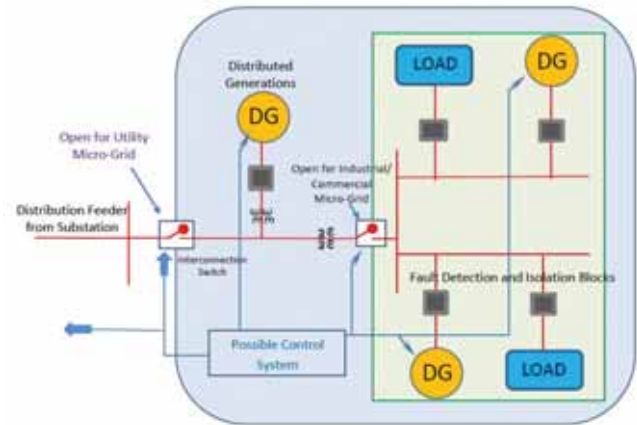 Distributed
Generations
DG
Open for Utility
Micro-Grid
Distribution Feeder
from Substation
Interconnection
Switch
Open for Industrial/
Commercial
Micro-Grid
LOAD
DG
Fault Detection and Isolation Blocks
Possible Control
System
DG
LOAD